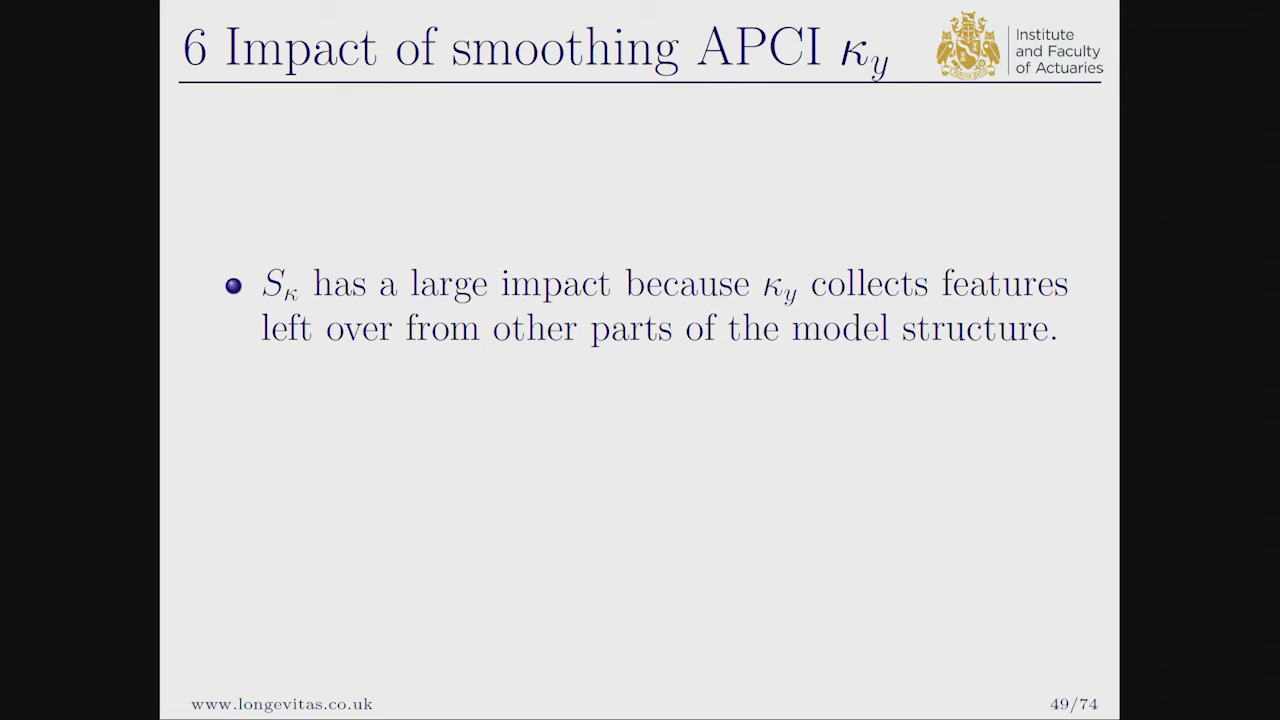 6 Impact of smoothing APCI κ_y
Institute
and Faculty
of Actuaries
S_κ has a large impact because κ_y collects features
left over from other parts of the model structure.
www.longevitas.co.uk
49/74